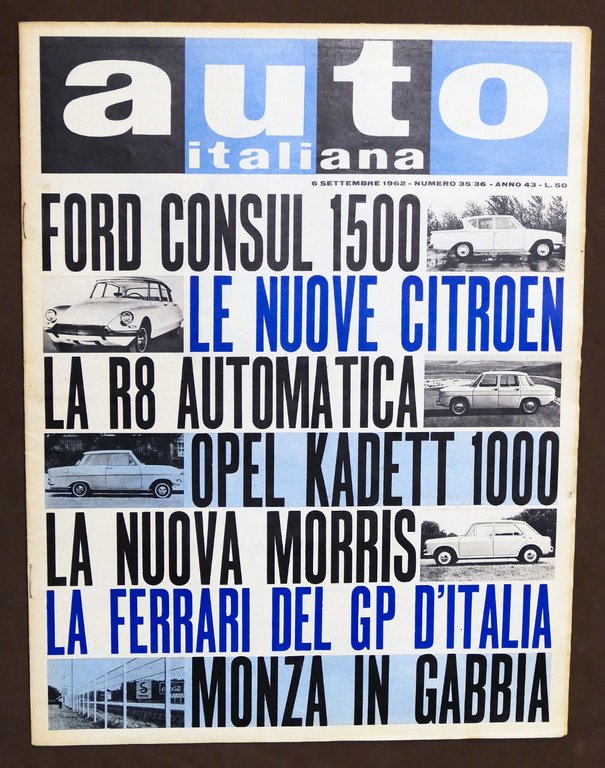 auto
italiana
6 SETTEMBRE 1962 - NUMERO 35/36 - ANNO 43 - L. 50
FORD CONSUL 1500
LE NUOVE CITROEN
LA R8 AUTOMATICA
OPEL KADETT 1000
LA NUOVA MORRIS
LA FERRARI DEL GP D'ITALIA
MONZA IN GABBIA